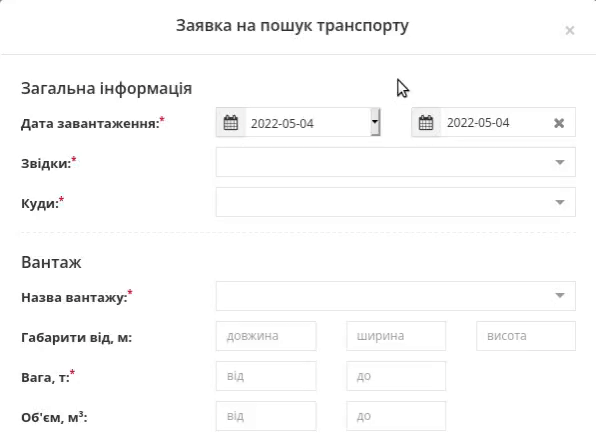 Заявка на пошук транспорту
×
Загальна інформація
Дата завантаження:* 2022-05-04 2022-05-04 ×
Звідки:*
Куди:*
Вантаж
Назва вантажу:*
Габарити від, м: довжина ширина висота
Вага, т:* від до
Об'єм, м³: від до